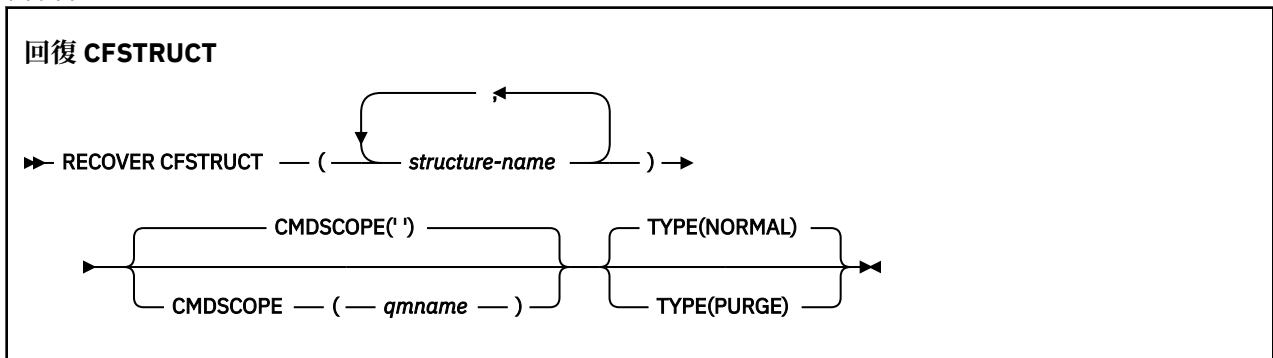 回復 CFSTRUCT
,
RECOVER CFSTRUCT ( structure-name )
CMDSCOPE(' ') TYPE(NORMAL)
CMDSCOPE ( qmname ) TYPE(PURGE)